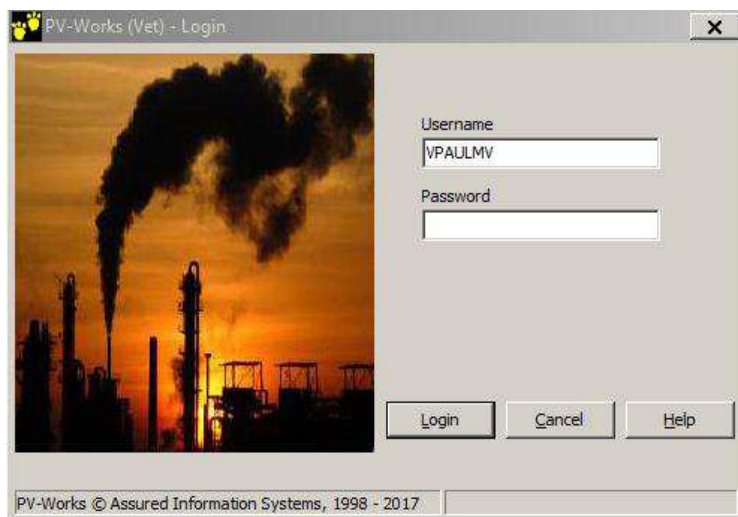 PV-Works (Vet) - Login
Username
VPAULMV
Password
Login Cancel Help
PV-Works © Assured Information Systems, 1998 - 2017